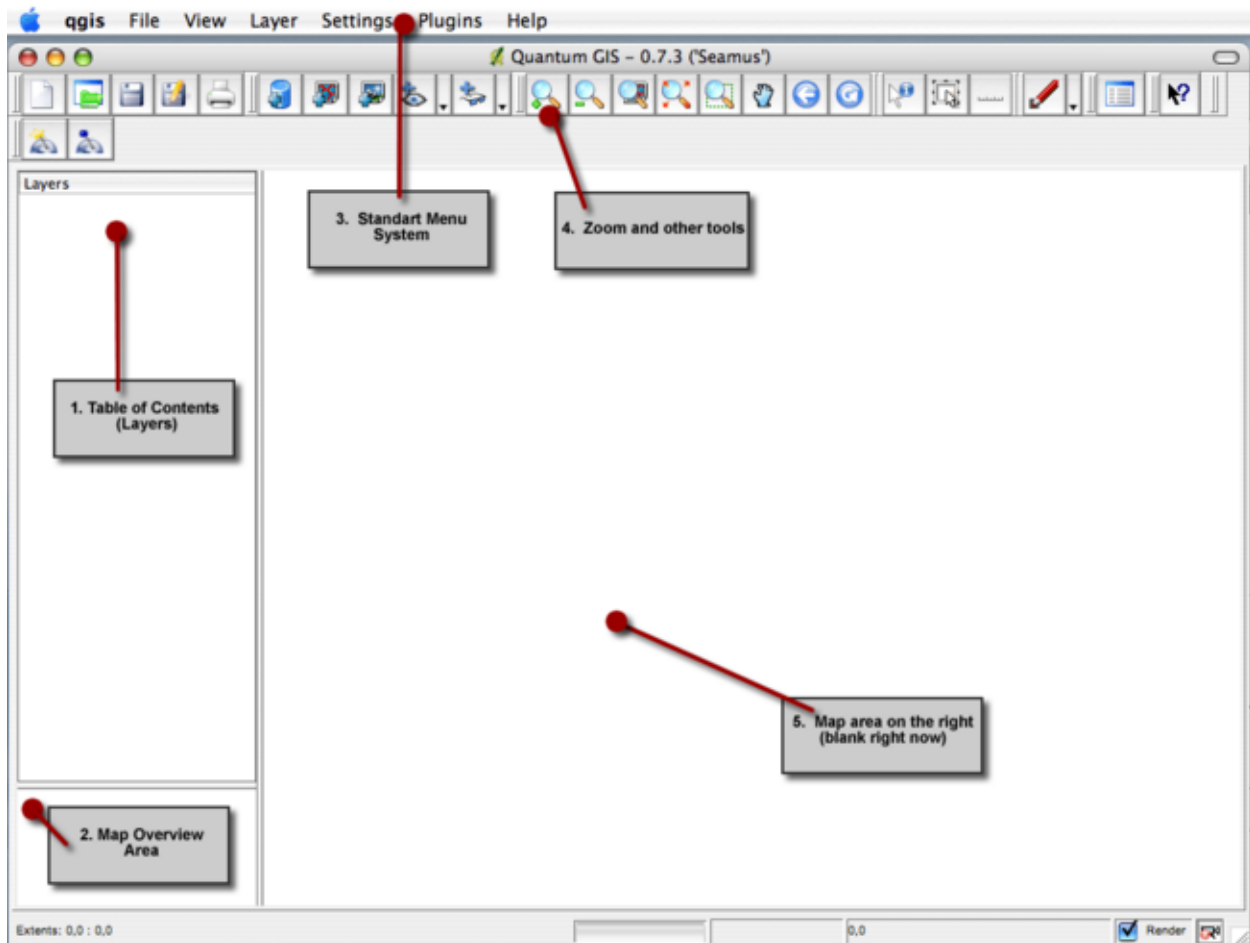 qgis File View Layer Settings Plugins Help
Quantum GIS - 0.7.3 ('Seamus')
Layers
3. Standart Menu
System
4. Zoom and other tools
1. Table of Contents
(Layers)
5. Map area on the right
(blank right now)
2. Map Overview
Area
Extents: 0,0 : 0,0
0,0
Render